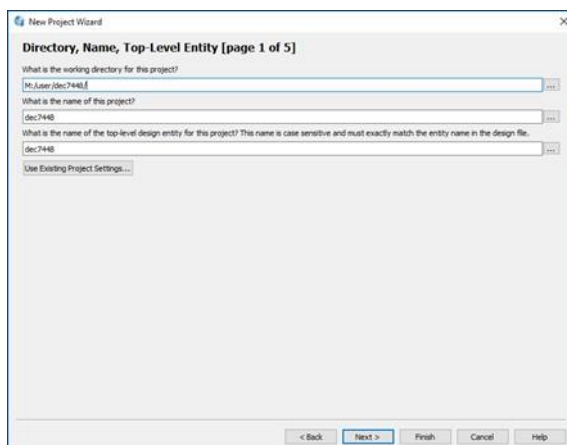 New Project Wizard
Directory, Name, Top-Level Entity [page 1 of 5]
What is the working directory for this project?
M:/user/dec7448/
...
What is the name of this project?
dec7448
...
What is the name of the top-level design entity for this project? This name is case sensitive and must exactly match the entity name in the design file.
dec7448
...
Use Existing Project Settings...
< Back
Next >
Finish
Cancel
Help